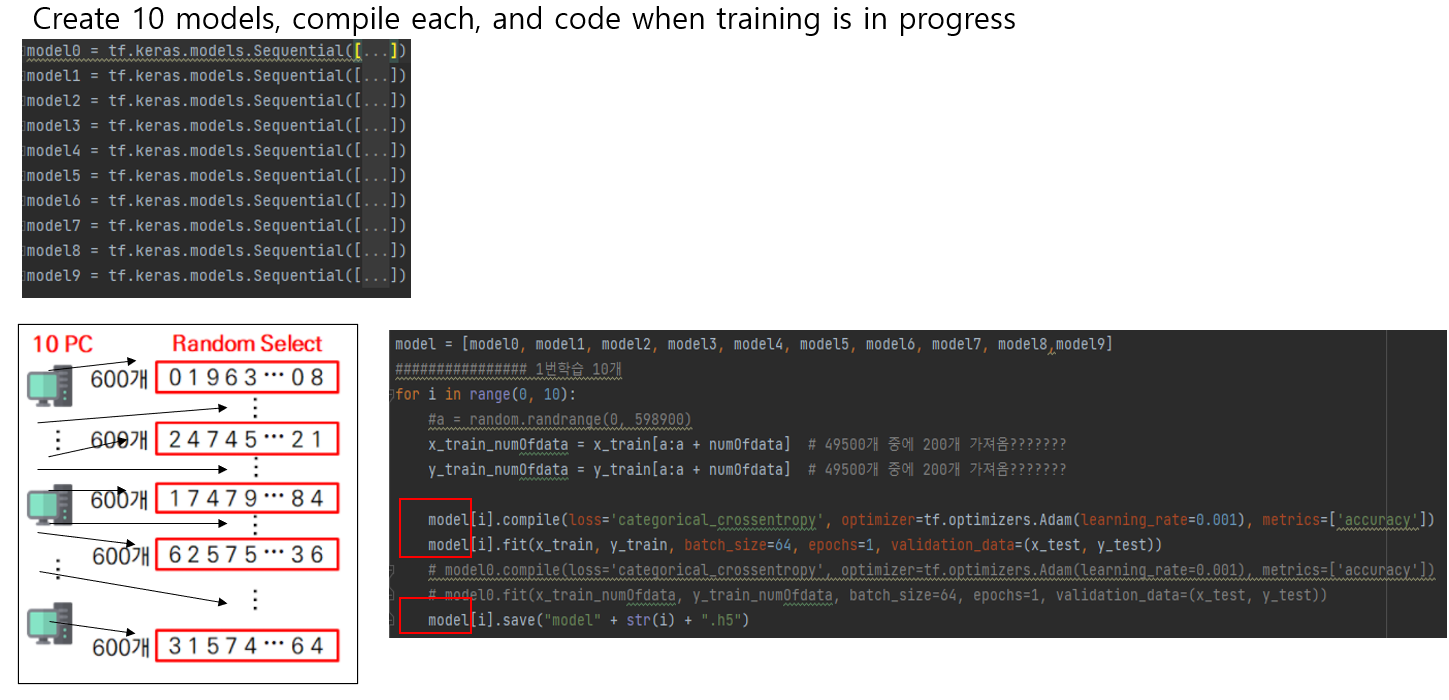 Create 10 models, compile each, and code when training is in progress
model0 = tf.keras.models.Sequential([...])
model1 = tf.keras.models.Sequential([...])
model2 = tf.keras.models.Sequential([...])
model3 = tf.keras.models.Sequential([...])
model4 = tf.keras.models.Sequential([...])
model5 = tf.keras.models.Sequential([...])
model6 = tf.keras.models.Sequential([...])
model7 = tf.keras.models.Sequential([...])
model8 = tf.keras.models.Sequential([...])
model9 = tf.keras.models.Sequential([...])
10 PC Random Select
600개 0 1 9 6 3 ··· 0 8
600개 2 4 7 4 5 ··· 2 1
600개 1 7 4 7 9 ··· 8 4
600개 6 2 5 7 5 ··· 3 6
600개 3 1 5 7 4 ··· 6 4
model = [model0, model1, model2, model3, model4, model5, model6, model7, model8,model9]
################ 1번학습 10개
for i in range(0, 10):
#a = random.randrange(0, 598900)
x_train_numOfdata = x_train[a:a + numOfdata] # 49500개 중에 200개 가져옴???????
y_train_numOfdata = y_train[a:a + numOfdata] # 49500개 중에 200개 가져옴???????
model[i].compile(loss='categorical_crossentropy', optimizer=tf.optimizers.Adam(learning_rate=0.001), metrics=['accuracy'])
model[i].fit(x_train, y_train, batch_size=64, epochs=1, validation_data=(x_test, y_test))
# model0.compile(loss='categorical_crossentropy', optimizer=tf.optimizers.Adam(learning_rate=0.001), metrics=['accuracy'])
# model0.fit(x_train_numOfdata, y_train_numOfdata, batch_size=64, epochs=1, validation_data=(x_test, y_test))
model[i].save("model" + str(i) + ".h5")